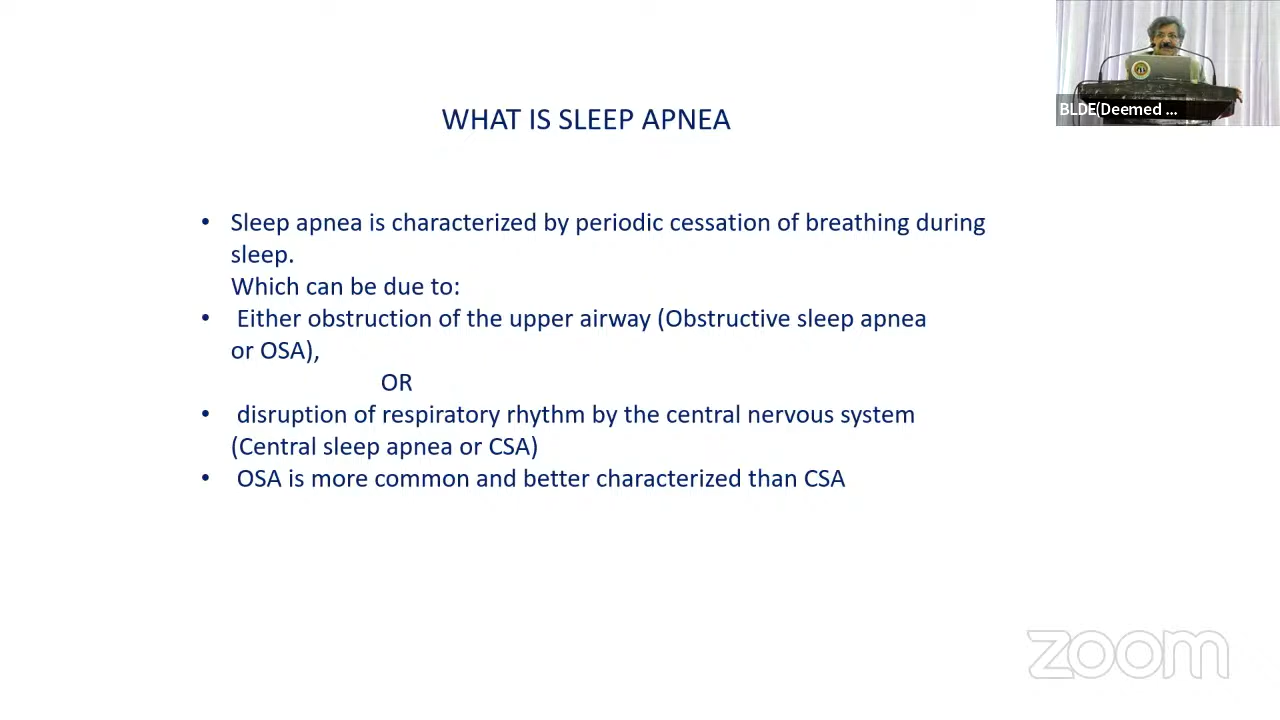 BLDE(Deemed ...
WHAT IS SLEEP APNEA
• Sleep apnea is characterized by periodic cessation of breathing during
sleep.
Which can be due to:
• Either obstruction of the upper airway (Obstructive sleep apnea
or OSA),
OR
• disruption of respiratory rhythm by the central nervous system
(Central sleep apnea or CSA)
• OSA is more common and better characterized than CSA
zoom